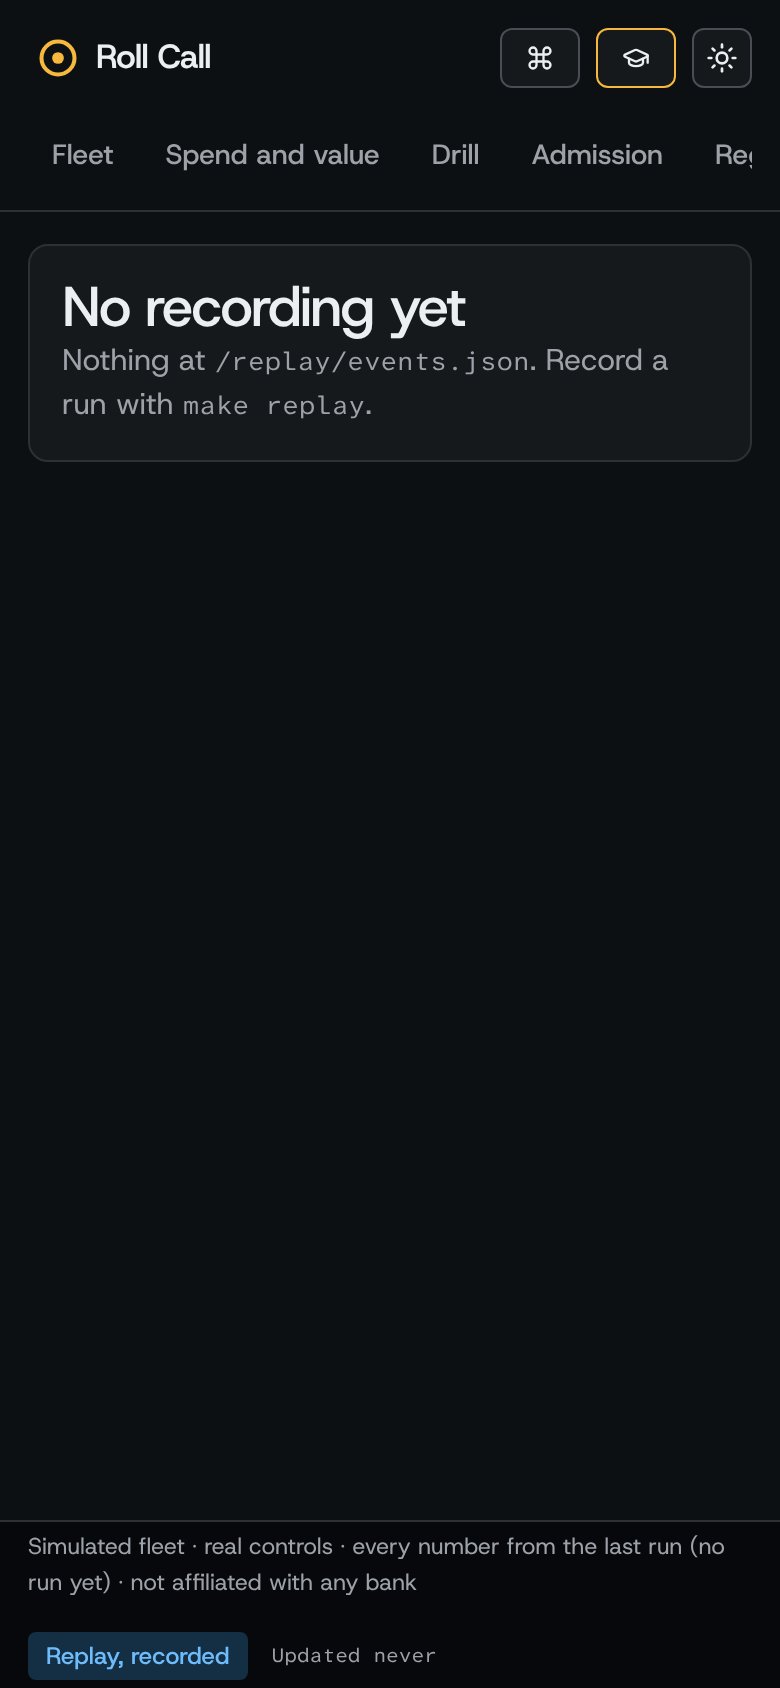 Roll Call
Fleet Spend and value Drill Admission
No recording yet
Nothing at /replay/events.json. Record a
run with make replay.
Simulated fleet · real controls · every number from the last run (no
run yet) · not affiliated with any bank
Replay, recorded Updated never